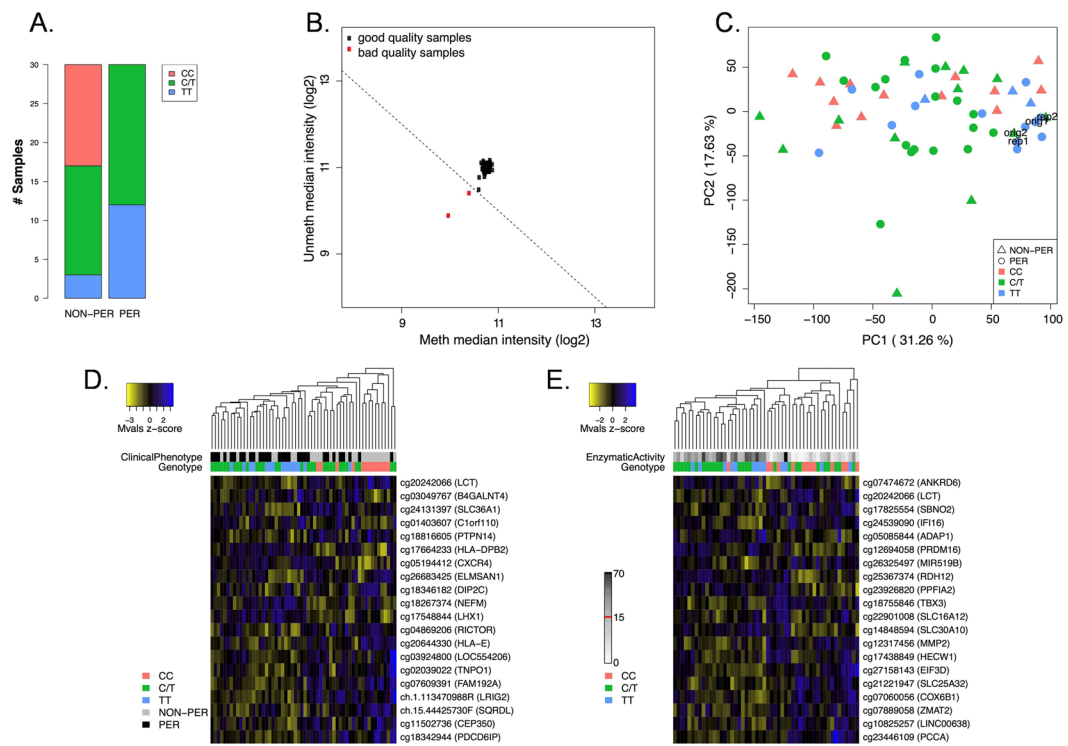 A.
# Samples
30
25
20
15
10
5
0
NON-PER PER
CC
C/T
TT
B.
good quality samples
bad quality samples
Unmeth median intensity (log2)
13
11
9
9 11 13
Meth median intensity (log2)
C.
PC2 ( 17.63 %)
50
0
−50
−100
−150
−200
rep2
orig1
orig2
rep1
NON−PER
PER
CC
C/T
TT
−150 −100 −50 0 50 100
PC1 ( 31.26 %)
D.
−3 0 2
Mvals z−score
ClinicalPhenotype
Genotype
cg20242066 (LCT)
cg03049767 (B4GALNT4)
cg24131397 (SLC36A1)
cg01403607 (C1orf110)
cg18816605 (PTPN14)
cg17664233 (HLA−DPB2)
cg05194412 (CXCR4)
cg26683425 (ELMSAN1)
cg18346182 (DIP2C)
cg18267374 (NEFM)
cg17548844 (LHX1)
cg04869206 (RICTOR)
cg20644330 (HLA−E)
cg03924800 (LOC554206)
cg02039022 (TNPO1)
cg07609391 (FAM192A)
ch.1.113470988R (LRIG2)
ch.15.44425730F (SQRDL)
cg11502736 (CEP350)
cg18342944 (PDCD6IP)
CC
C/T
TT
NON−PER
PER
E.
−2 0 2
Mvals z−score
EnzymaticActivity
Genotype
70
15
0
cg07474672 (ANKRD6)
cg20242066 (LCT)
cg17825554 (SBNO2)
cg24539090 (IFI16)
cg05085844 (ADAP1)
cg12694058 (PRDM16)
cg26325497 (MIR519B)
cg25367374 (RDH12)
cg23926820 (PPFIA2)
cg18755846 (TBX3)
cg22901008 (SLC16A12)
cg14848594 (SLC30A10)
cg12317456 (MMP2)
cg17438849 (HECW1)
cg27158143 (EIF3D)
cg21221947 (SLC25A32)
cg07060056 (COX6B1)
cg07889058 (ZMAT2)
cg10825257 (LINC00638)
cg23446109 (PCCA)
CC
C/T
TT